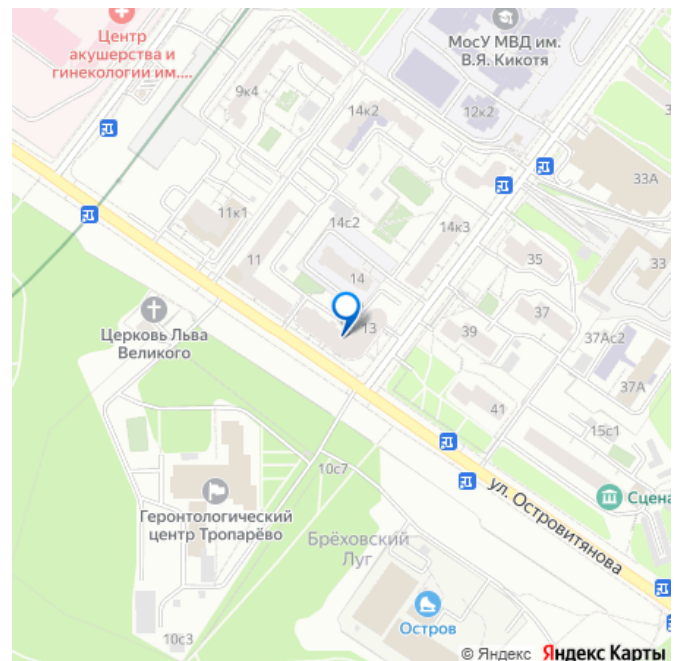 Центр
акушерства и
гинекологии им....
МосУ МВД им.
В.Я. Кикотя
9к4
14к2
12к2
3
33А
11к1
14с2
14к3
11
14
35
33
13
37
39
37Ас2
Церковь Льва
Великого
37А
41
15с1
10с7
Сцена
ул. Островитянова
Геронтологический
центр Тропарёво
Брёховский
Луг
Остров
10с3
© Яндекс Яндекс Карты